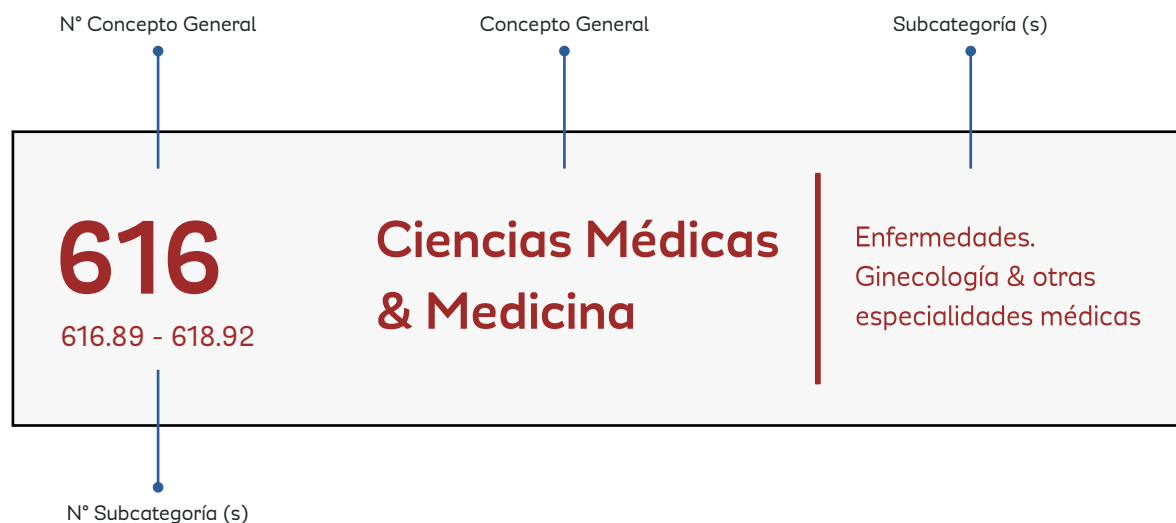 N° Concepto General
Concepto General
Subcategoría (s)
616
616.89 - 618.92
Ciencias Médicas
& Medicina
Enfermedades.
Ginecología & otras
especialidades médicas
N° Subcategoría (s)